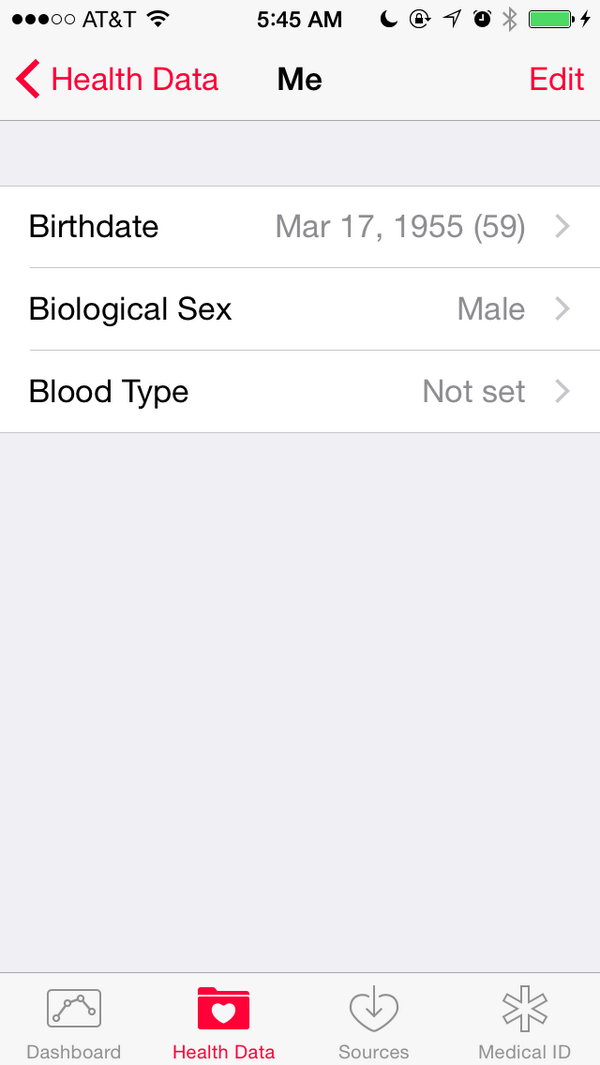 AT&T 5:45 AM
Health Data Me Edit
Birthdate Mar 17, 1955 (59)
Biological Sex Male
Blood Type Not set
Dashboard Health Data Sources Medical ID